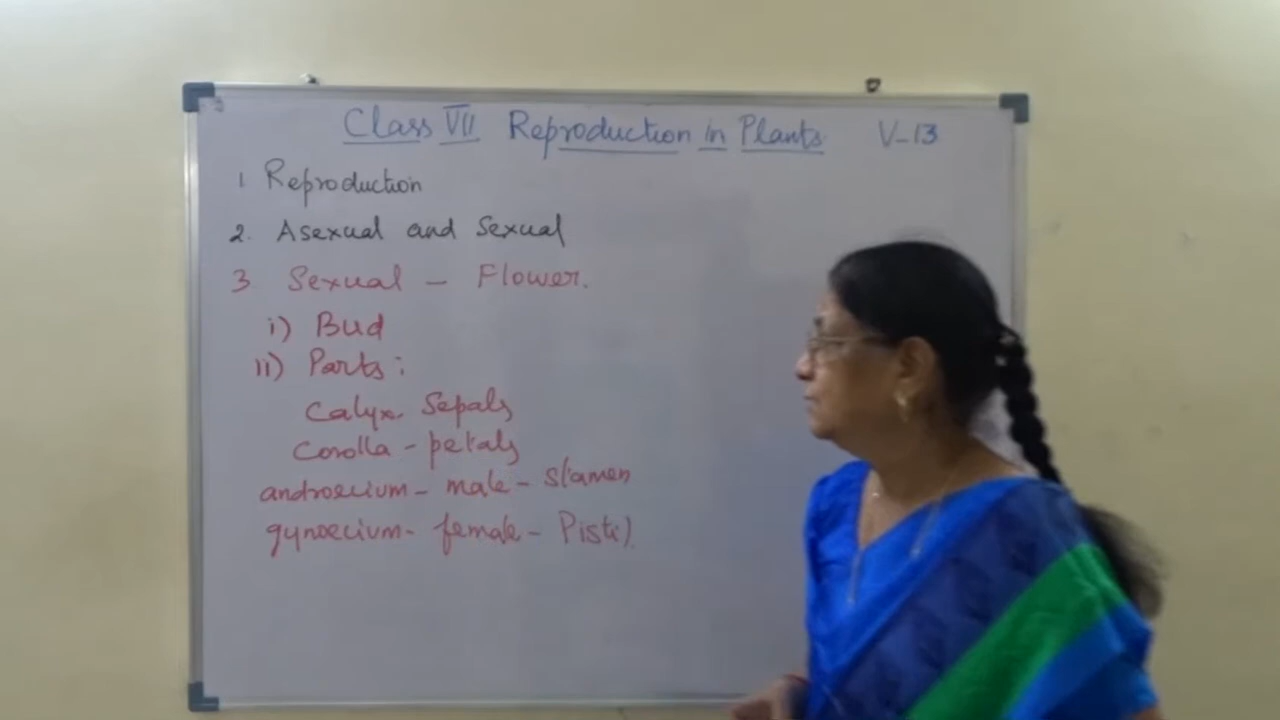 Class VII Reproduction in Plants V-13
1. Reproduction
2. Asexual and Sexual
3 Sexual - Flower.
i) Bud
ii) Parts:
Calyx. Sepals
Corolla - petals
androecium - male - stamen
gynoecium - female - Pistil.